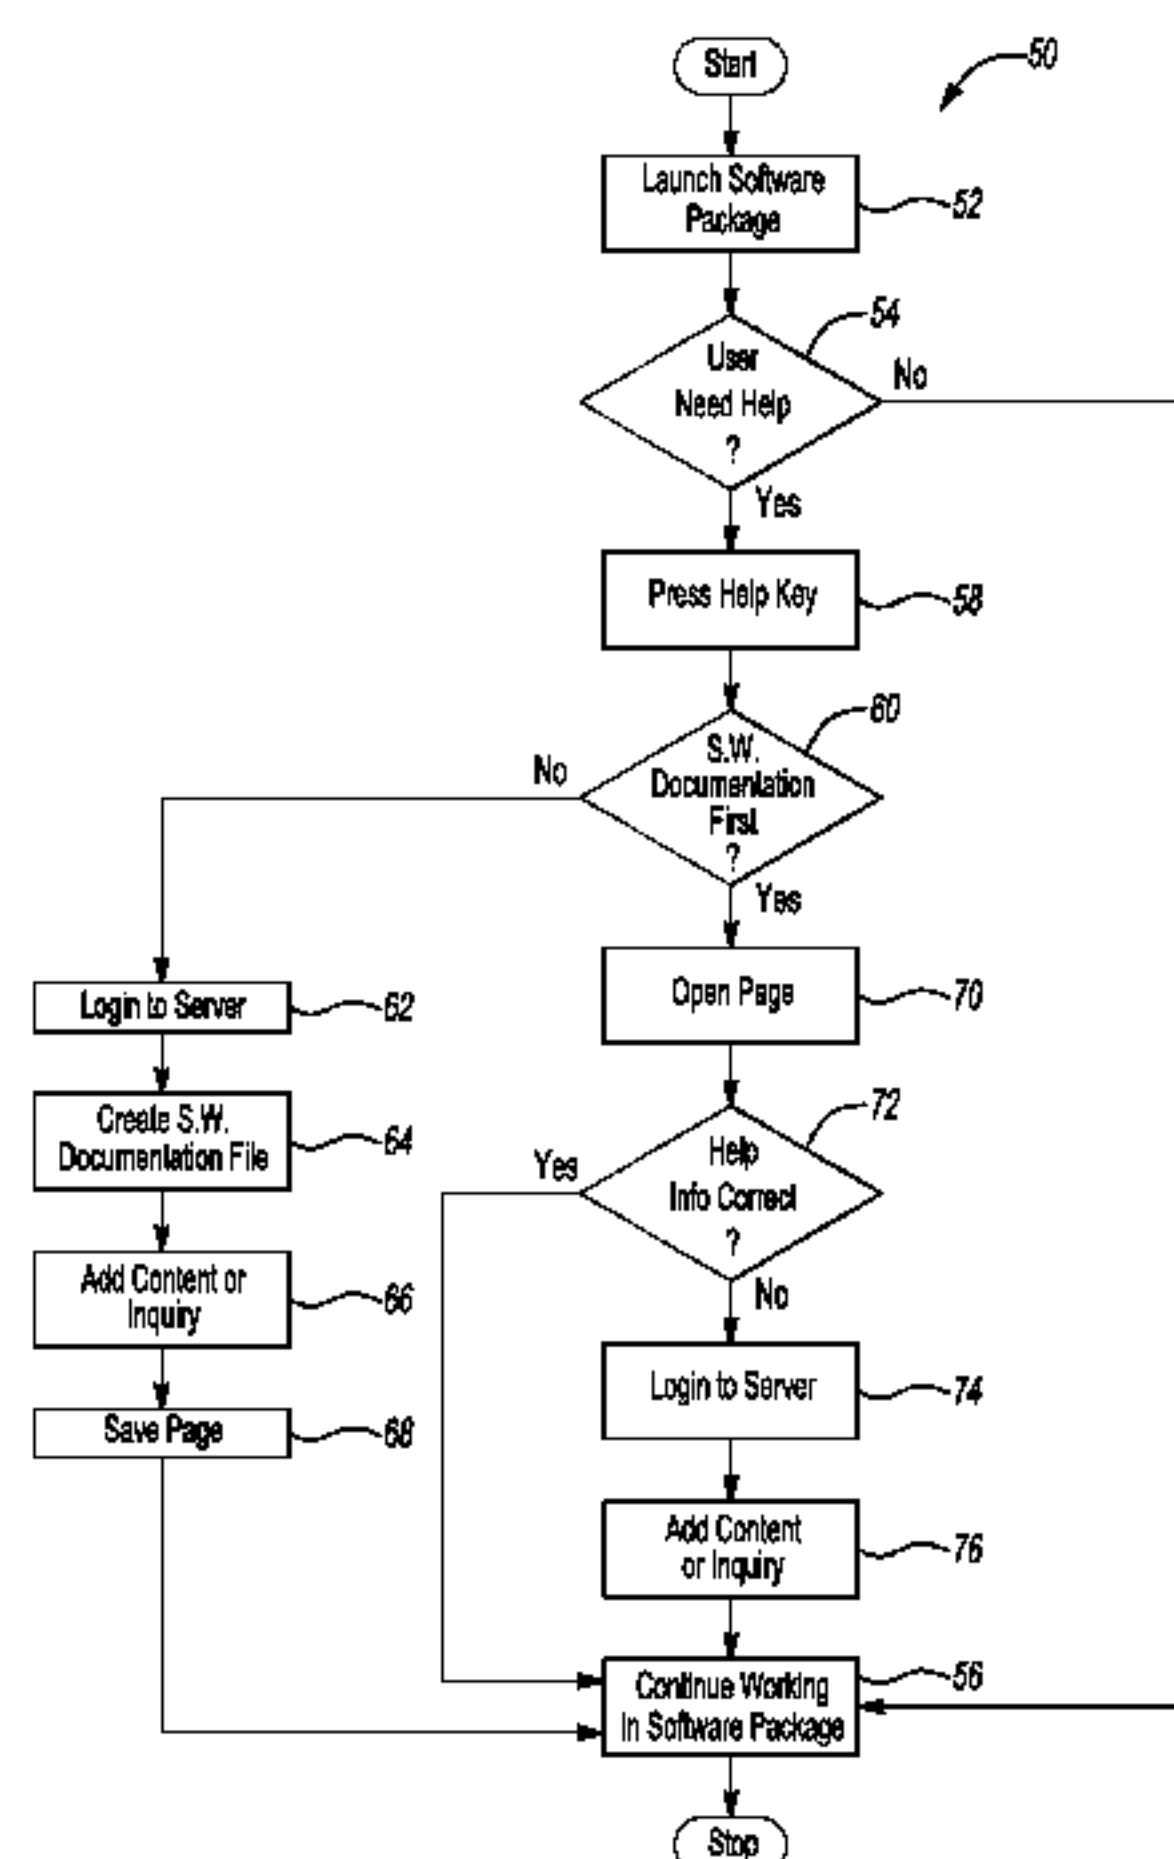 Start
50
Launch Software
Package
52
54
User
Need Help
?
No
Yes
Press Help Key
58
60
S.W.
Documentation
First
?
No
Yes
Login to Server
62
Create S.W.
Documentation File
64
Add Content or
Inquiry
66
Save Page
68
Open Page
70
72
Help
Info Correct
?
Yes
No
Login to Server
74
Add Content
or Inquiry
76
Continue Working
In Software Package
56
Stop